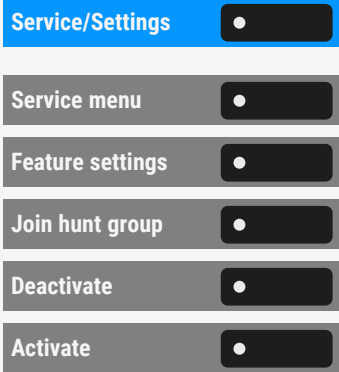 Service/Settings
Service menu
Feature settings
Join hunt group
Deactivate
Activate